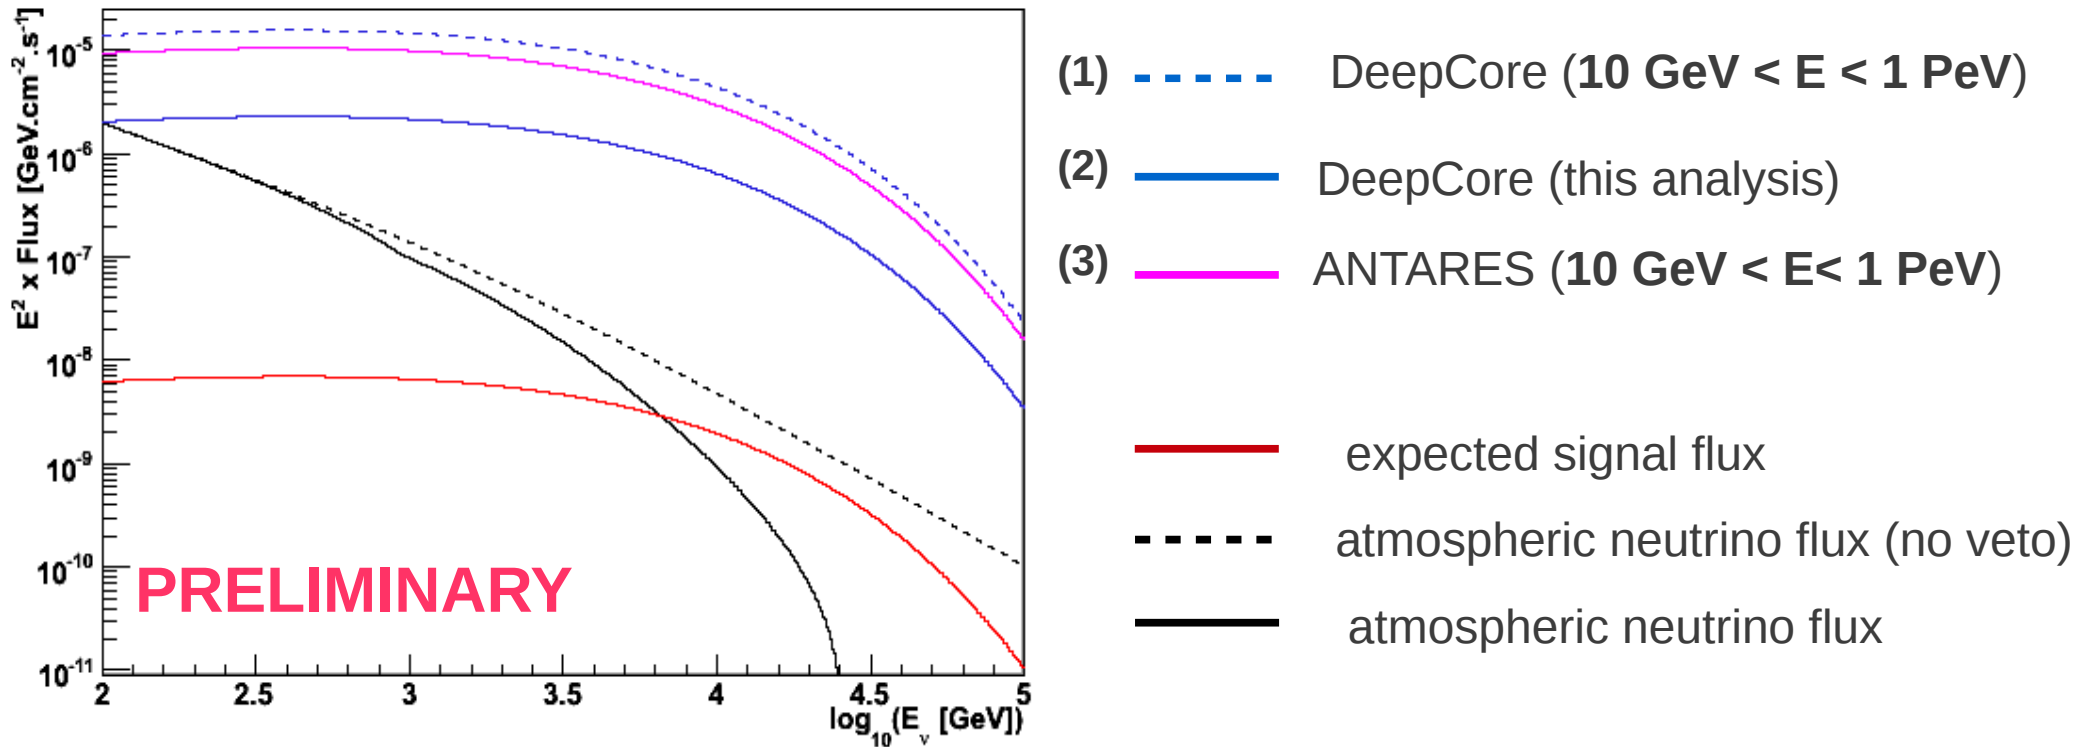 E² x Flux [GeV.cm⁻².s⁻¹]
10⁻⁵
10⁻⁶
10⁻⁷
10⁻⁸
10⁻⁹
10⁻¹⁰
10⁻¹¹
PRELIMINARY
2 2.5 3 3.5 4 4.5 5
log₁₀(Eᵥ [GeV])
(1) DeepCore (10 GeV < E < 1 PeV)
(2) DeepCore (this analysis)
(3) ANTARES (10 GeV < E< 1 PeV)
expected signal flux
atmospheric neutrino flux (no veto)
atmospheric neutrino flux